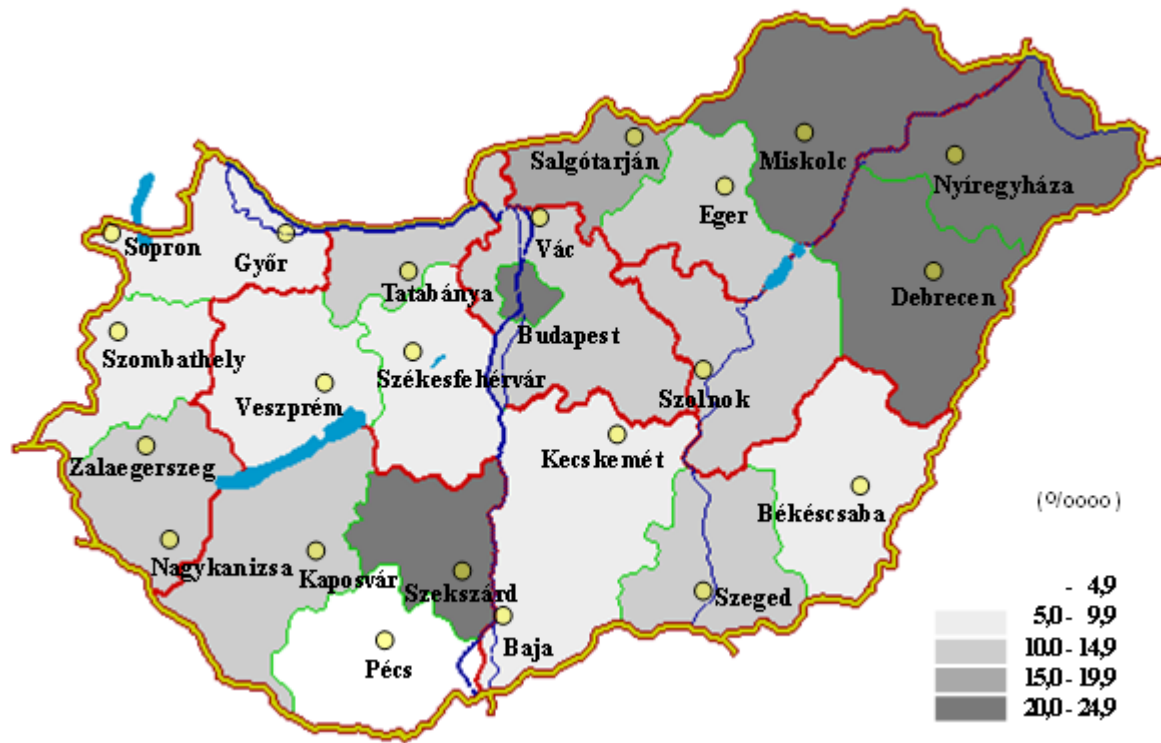 Salgótarján
Miskolc
Nyíregyháza
Eger
Sopron
Győr
Vác
Tatabánya
Debrecen
Budapest
Szombathely
Székesfehérvár
Szolnok
Veszprém
Zalaegerszeg
Kecskemét
Békéscsaba
(%oooo)
Nagykanizsa
Kaposvár
Szekszárd
Szeged
Baja
Pécs
- 4,9
5,0 - 9,9
10.0 - 14,9
15,0 - 19,9
20,0 - 24,9